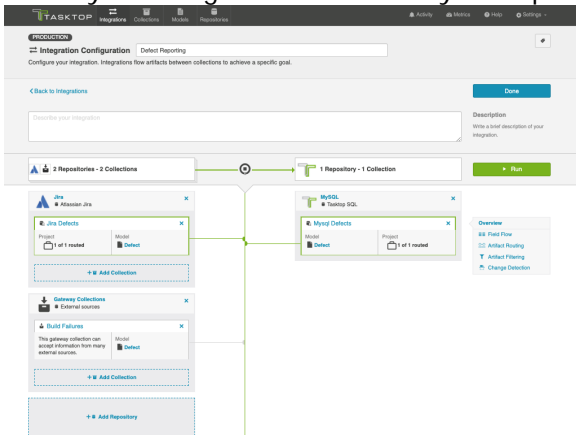 TASKTOP
Integrations
Collections
Models
Repositories
Activity
Metrics
Help
Settings
PRODUCTION
Integration Configuration
Defect Reporting
Configure your integration. Integrations flow artifacts between collections to achieve a specific goal.
Back to Integrations
Done
Describe your integration
Description
Write a brief description of your
integration.
2 Repositories - 2 Collections
1 Repository - 1 Collection
Run
Jira
Atlassian Jira
MySQL
Tasktop SQL
Jira Defects
Project
1 of 1 routed
Model
Defect
Mysql Defects
Model
Defect
Project
1 of 1 routed
Overview
Field Flow
Artifact Routing
Artifact Filtering
Change Detection
+ Add Collection
Gateway Collections
External sources
Build Failures
This gateway collection can
accept information from many
external sources.
Model
Defect
+ Add Collection
+ Add Repository